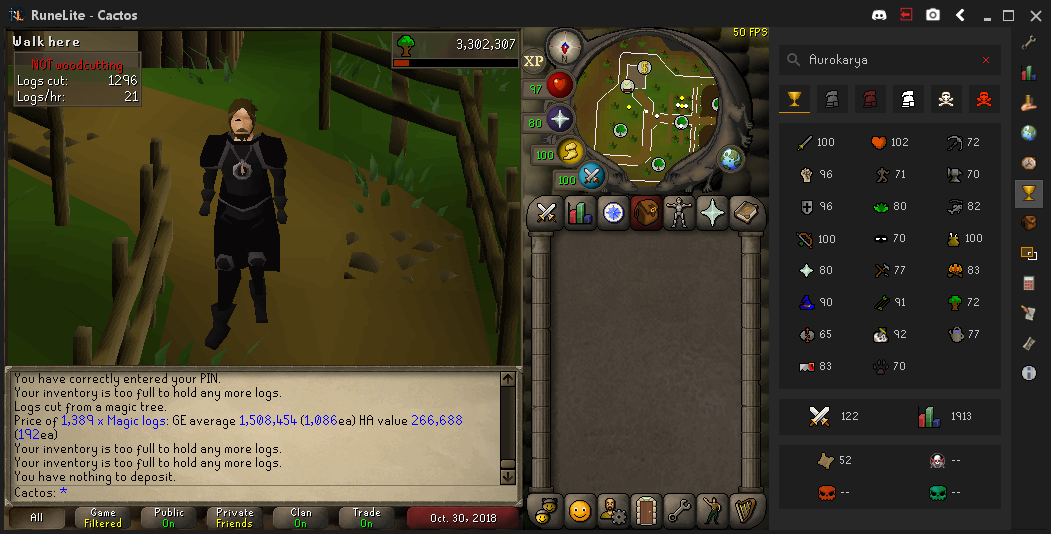 RuneLite - Cactos
Walk here
NOT woodcutting
Logs cut: 1296
Logs/hr: 21
3,302,307
50 FPS
XP
N
97
80
100
100
Aurokarya
100 102 72
96 71 70
96 80 82
100 70 100
80 77 83
90 91 72
65 92 77
83 70
122 1913
52 --
-- --
You have correctly entered your PIN.
Your inventory is too full to hold any more logs.
Logs cut from a magic tree.
Price of 1,389 x Magic logs: GE average 1,508,454 (1,086ea) HA value 266,688
(192ea)
Your inventory is too full to hold any more logs.
Your inventory is too full to hold any more logs.
You have nothing to deposit.
Cactos: *
All
Game
Filtered
Public
On
Private
Friends
Clan
On
Trade
On
Oct. 30, 2018